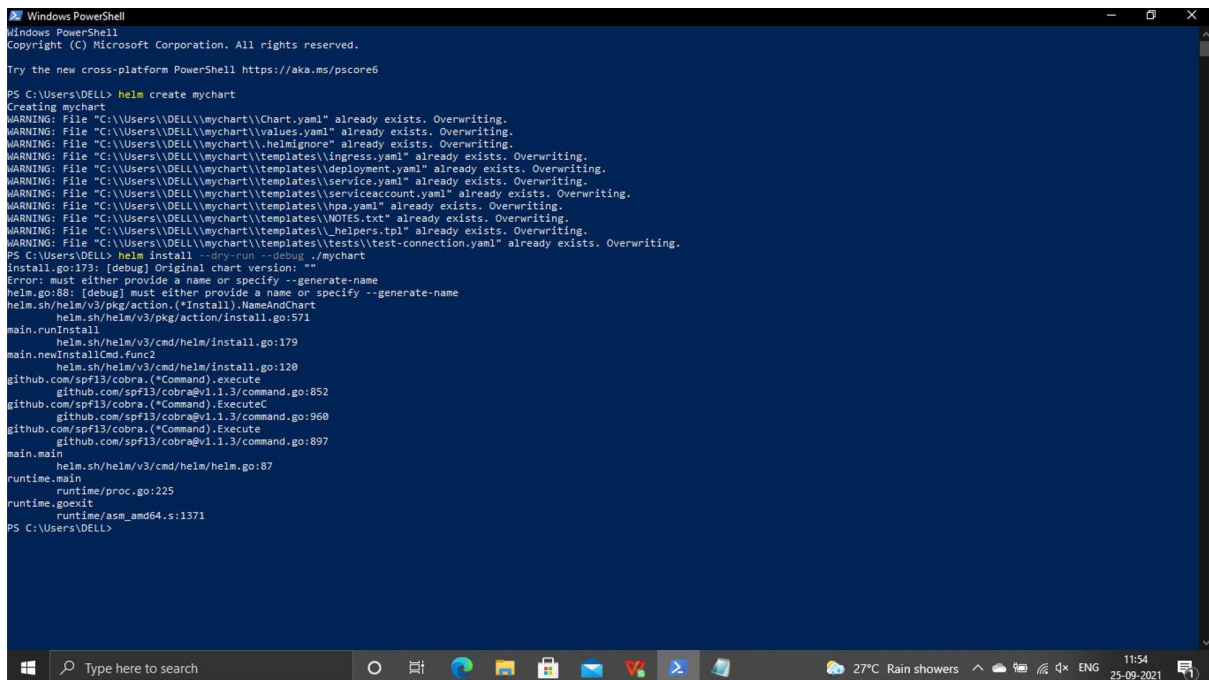 Windows PowerShell
Windows PowerShell
Copyright (C) Microsoft Corporation. All rights reserved.
Try the new cross-platform PowerShell https://aka.ms/pscore6
PS C:\Users\DELL> helm create mychart
Creating mychart
WARNING: File "C:\\Users\\DELL\\mychart\\Chart.yaml" already exists. Overwriting.
WARNING: File "C:\\Users\\DELL\\mychart\\values.yaml" already exists. Overwriting.
WARNING: File "C:\\Users\\DELL\\mychart\\.helmignore" already exists. Overwriting.
WARNING: File "C:\\Users\\DELL\\mychart\\templates\\ingress.yaml" already exists. Overwriting.
WARNING: File "C:\\Users\\DELL\\mychart\\templates\\deployment.yaml" already exists. Overwriting.
WARNING: File "C:\\Users\\DELL\\mychart\\templates\\service.yaml" already exists. Overwriting.
WARNING: File "C:\\Users\\DELL\\mychart\\templates\\serviceaccount.yaml" already exists. Overwriting.
WARNING: File "C:\\Users\\DELL\\mychart\\templates\\hpa.yaml" already exists. Overwriting.
WARNING: File "C:\\Users\\DELL\\mychart\\templates\\NOTES.txt" already exists. Overwriting.
WARNING: File "C:\\Users\\DELL\\mychart\\templates\\_helpers.tpl" already exists. Overwriting.
WARNING: File "C:\\Users\\DELL\\mychart\\templates\\tests\\test-connection.yaml" already exists. Overwriting.
PS C:\Users\DELL> helm install --dry-run --debug ./mychart
install.go:173: [debug] Original chart version: ""
Error: must either provide a name or specify --generate-name
helm.go:88: [debug] must either provide a name or specify --generate-name
helm.sh/helm/v3/pkg/action.(*Install).NameAndChart
helm.sh/helm/v3/pkg/action/install.go:571
main.runInstall
helm.sh/helm/v3/cmd/helm/install.go:179
main.newInstallCmd.func2
helm.sh/helm/v3/cmd/helm/install.go:120
github.com/spf13/cobra.(*Command).execute
github.com/spf13/cobra@v1.1.3/command.go:852
github.com/spf13/cobra.(*Command).ExecuteC
github.com/spf13/cobra@v1.1.3/command.go:960
github.com/spf13/cobra.(*Command).Execute
github.com/spf13/cobra@v1.1.3/command.go:897
main.main
helm.sh/helm/v3/cmd/helm/helm.go:87
runtime.main
runtime/proc.go:225
runtime.goexit
runtime/asm_amd64.s:1371
PS C:\Users\DELL>
Type here to search
27°C Rain showers
ENG
11:54
25-09-2021
1